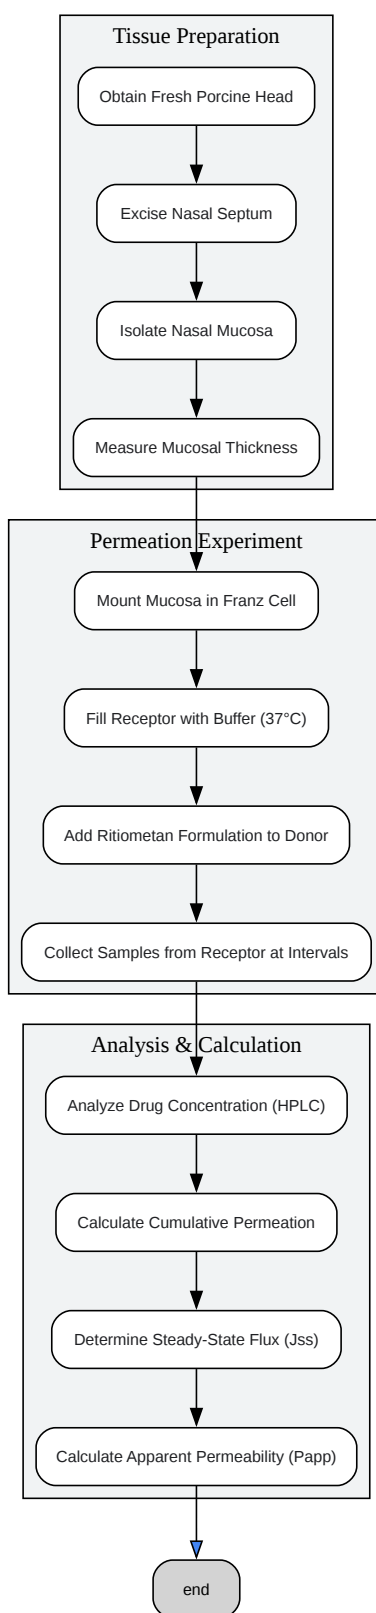 Tissue Preparation
Obtain Fresh Porcine Head
Excise Nasal Septum
Isolate Nasal Mucosa
Measure Mucosal Thickness
Permeation Experiment
Mount Mucosa in Franz Cell
Fill Receptor with Buffer (37°C)
Add Ritiometan Formulation to Donor
Collect Samples from Receptor at Intervals
Analysis & Calculation
Analyze Drug Concentration (HPLC)
Calculate Cumulative Permeation
Determine Steady-State Flux (Jss)
Calculate Apparent Permeability (Papp)
end